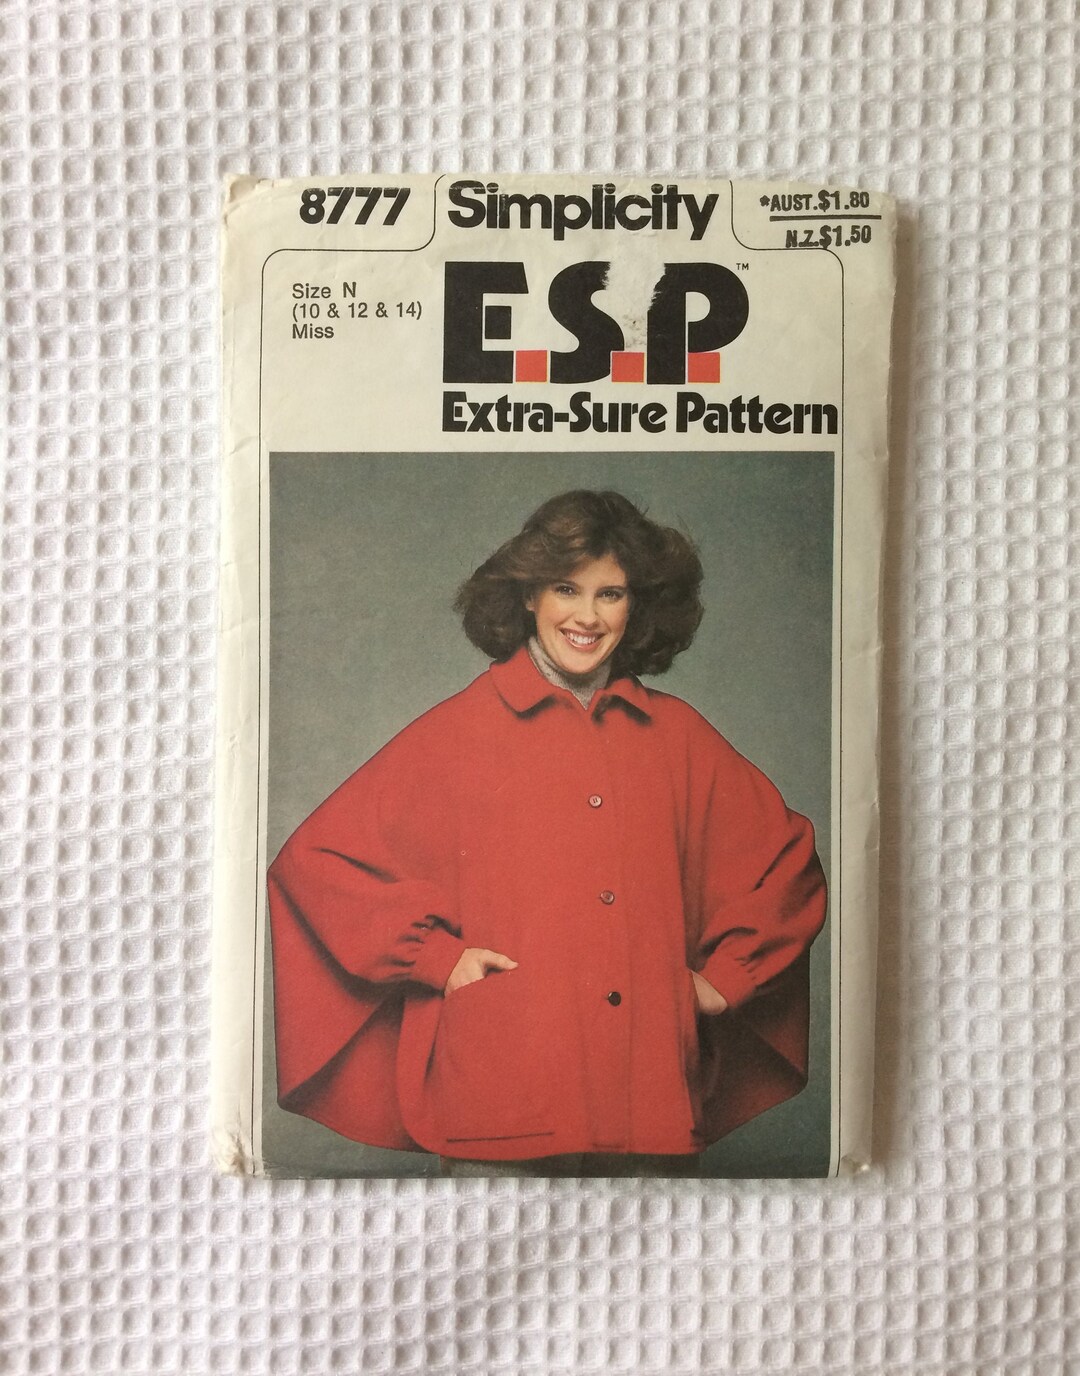 8777
Simplicity
*AUST.$1.80
N.Z.$1.50
Size N
(10 & 12 & 14)
Miss
E.S.P.™
Extra-Sure Pattern